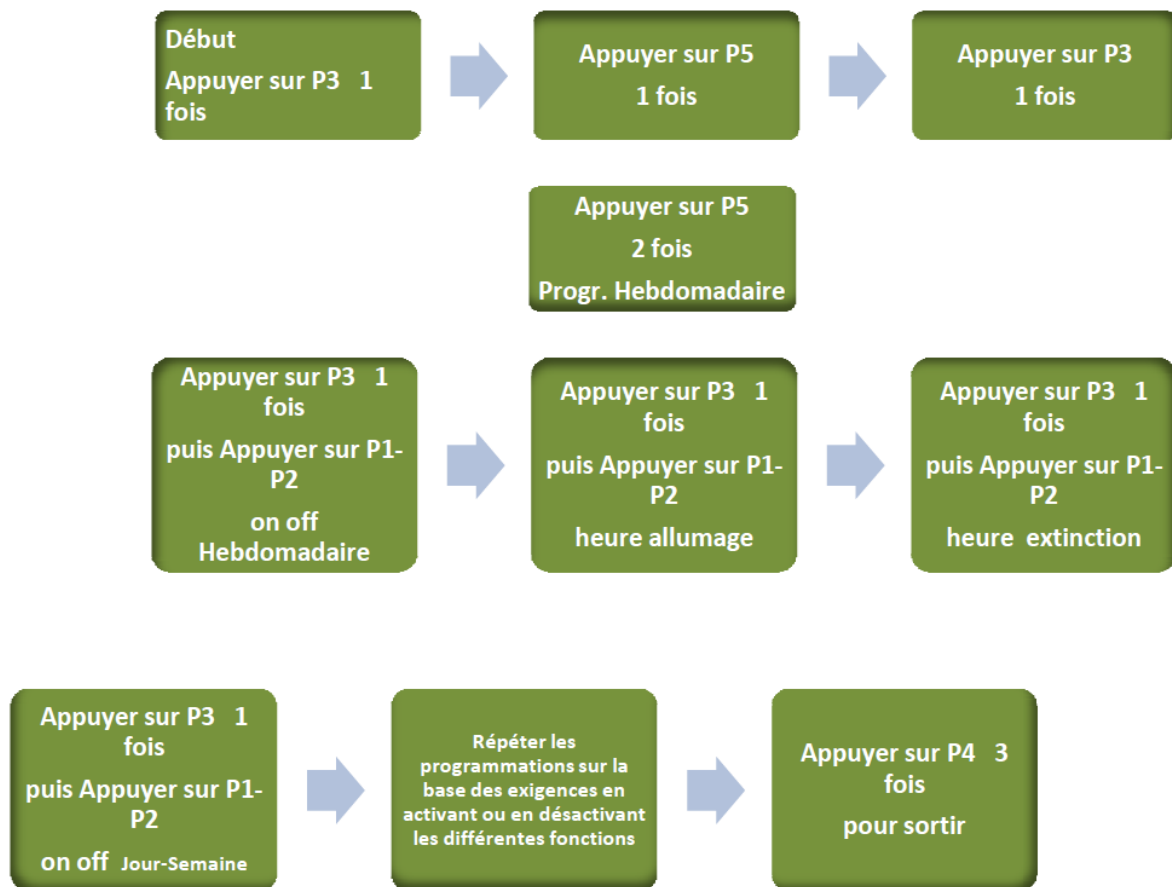 Début
Appuyer sur P3 1
fois
Appuyer sur P5
1 fois
Appuyer sur P3
1 fois
Appuyer sur P5
2 fois
Progr. Hebdomadaire
Appuyer sur P3 1
fois
puis Appuyer sur P1-
P2
on off
Hebdomadaire
Appuyer sur P3 1
fois
puis Appuyer sur P1-
P2
heure allumage
Appuyer sur P3 1
fois
puis Appuyer sur P1-
P2
heure extinction
Appuyer sur P3 1
fois
puis Appuyer sur P1-
P2
on off Jour-Semaine
Répéter les
programmations sur la
base des exigences en
activant ou en désactivant
les différentes fonctions
Appuyer sur P4 3
fois
pour sortir